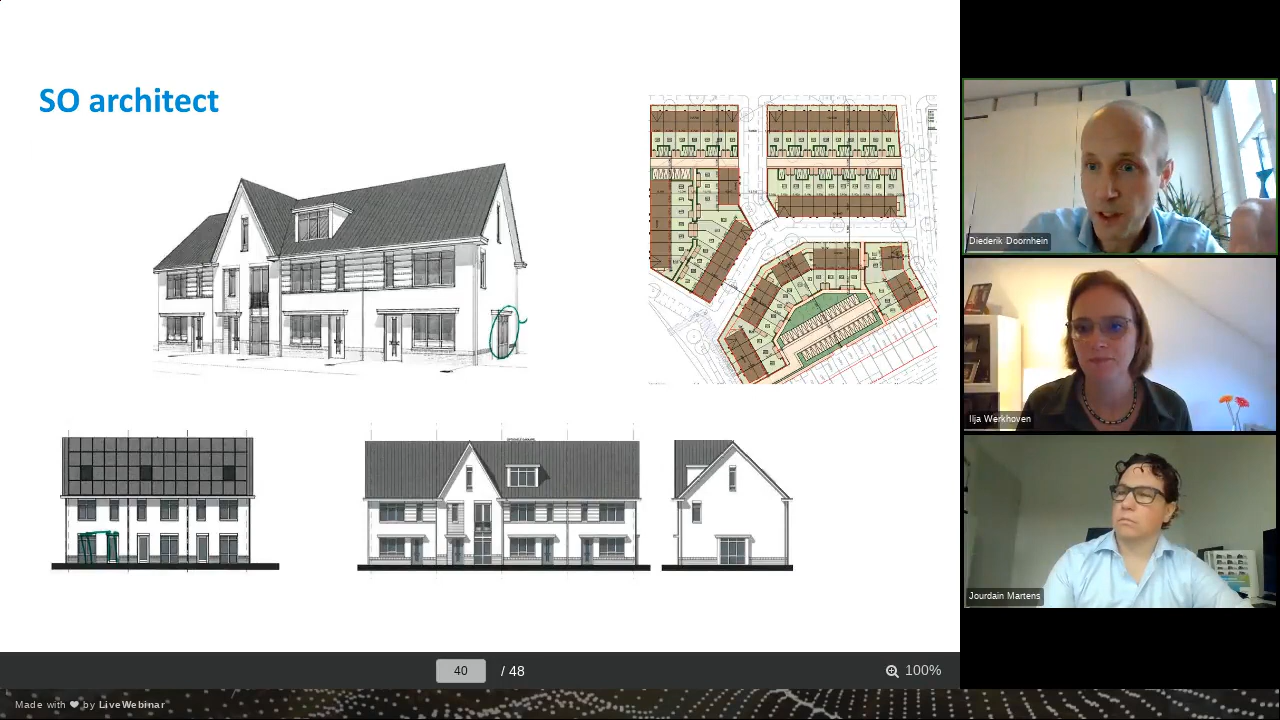 SO architect
Diederik Doornhein
Ilja Werkhoven
Jourdain Martens
40 / 48
100%
Made with ❤ by LiveWebinar